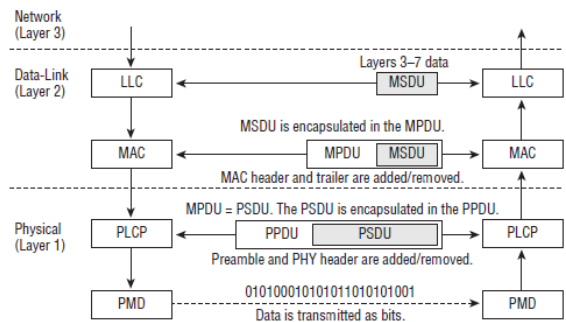 Network
(Layer 3)
Layers 3–7 data
Data-Link
(Layer 2)
LLC
MSDU
LLC
MSDU is encapsulated in the MPDU.
MAC
MPDU
MSDU
MAC
MAC header and trailer are added/removed.
MPDU = PSDU. The PSDU is encapsulated in the PPDU.
Physical
(Layer 1)
PLCP
PPDU
PSDU
PLCP
Preamble and PHY header are added/removed.
PMD
01010001010101011010101001
PMD
Data is transmitted as bits.